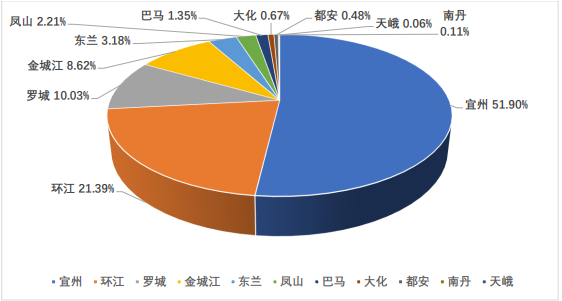 凤山 2.21%
巴马 1.35%
大化 0.67%
都安 0.48%
天峨 0.06%
南丹
0.11%
东兰 3.18%
金城江 8.62%
罗城 10.03%
宜州 51.90%
环江 21.39%
宜州 环江 罗城 金城江 东兰 凤山 巴马 大化 都安 南丹 天峨